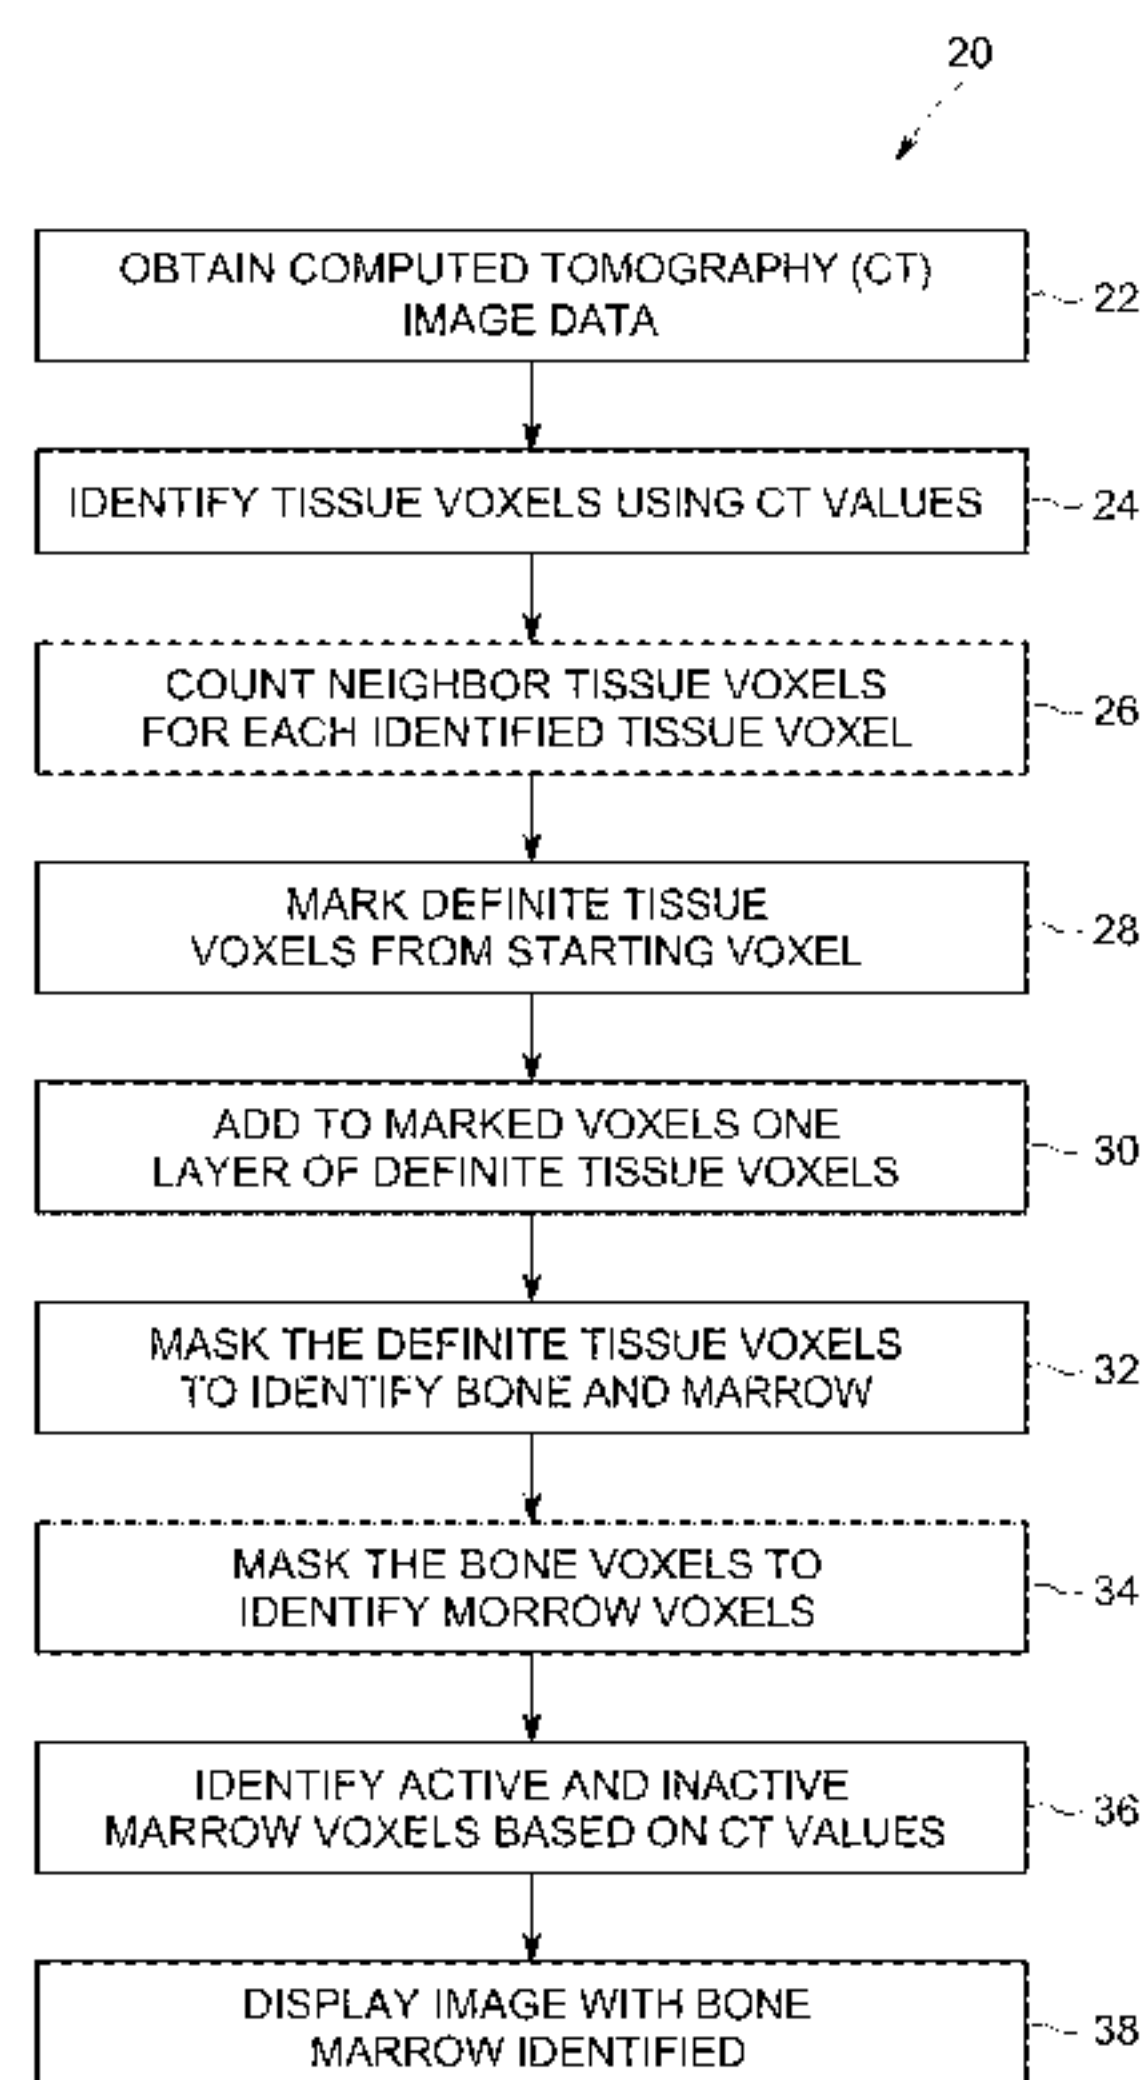 20
OBTAIN COMPUTED TOMOGRAPHY (CT)
IMAGE DATA
22
IDENTIFY TISSUE VOXELS USING CT VALUES
24
COUNT NEIGHBOR TISSUE VOXELS
FOR EACH IDENTIFIED TISSUE VOXEL
26
MARK DEFINITE TISSUE
VOXELS FROM STARTING VOXEL
28
ADD TO MARKED VOXELS ONE
LAYER OF DEFINITE TISSUE VOXELS
30
MASK THE DEFINITE TISSUE VOXELS
TO IDENTIFY BONE AND MARROW
32
MASK THE BONE VOXELS TO
IDENTIFY MORROW VOXELS
34
IDENTIFY ACTIVE AND INACTIVE
MARROW VOXELS BASED ON CT VALUES
36
DISPLAY IMAGE WITH BONE
MARROW IDENTIFIED
38